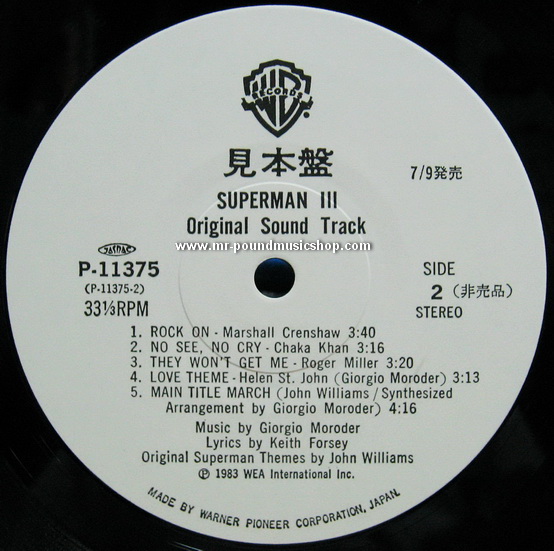 RECORDS
見本盤
7/9発売
SUPERMAN III
Original Sound Track
www.mr-poundmusicshop.com
JASRAC
P-11375
(P-11375-2)
33⅓RPM
SIDE
2 (非売品)
STEREO
1. ROCK ON - Marshall Crenshaw 3:40
2. NO SEE, NO CRY - Chaka Khan 3:16
3. THEY WON'T GET ME - Roger Miller 3:20
4. LOVE THEME - Helen St. John (Giorgio Moroder) 3:13
5. MAIN TITLE MARCH (John Williams/Synthesized
Arrangement by Giorgio Moroder) 4:16
Music by Giorgio Moroder
Lyrics by Keith Forsey
Original Superman Themes by John Williams
℗ 1983 WEA International Inc.
MADE BY WARNER PIONEER CORPORATION, JAPAN.